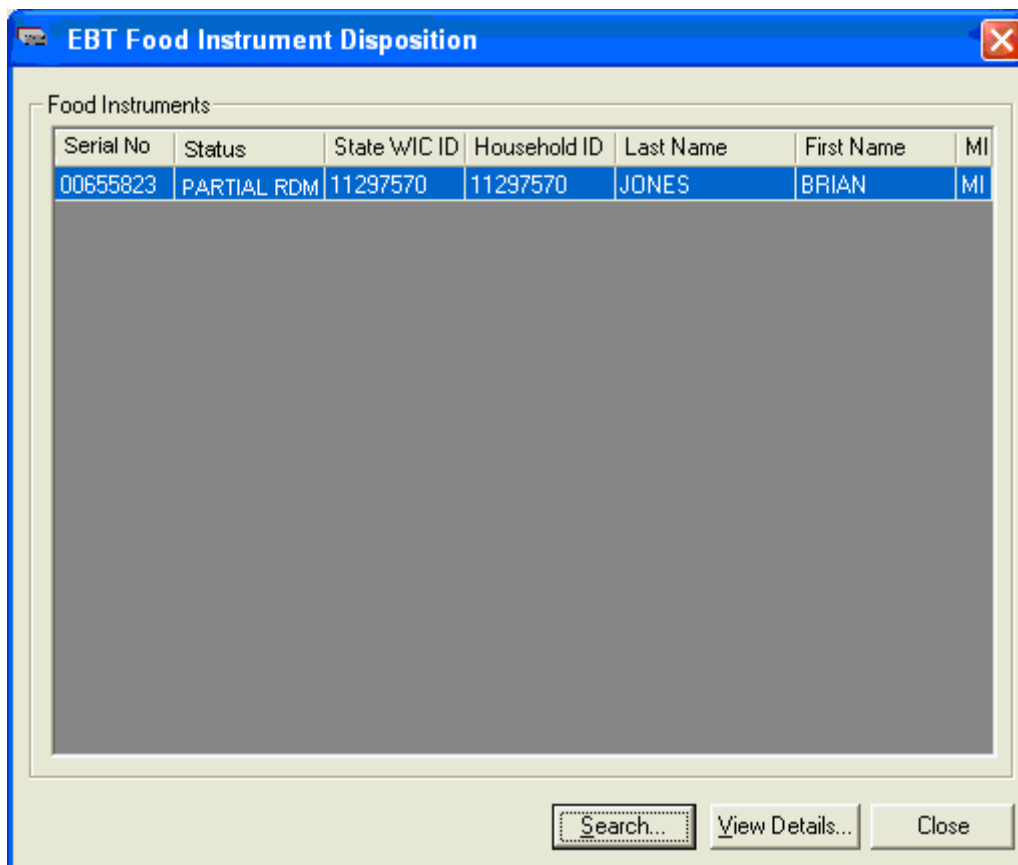 EBT Food Instrument Disposition
Food Instruments
Serial No Status State WIC ID Household ID Last Name First Name MI
00655823 PARTIAL RDM 11297570 11297570 JONES BRIAN MI
Search... View Details... Close